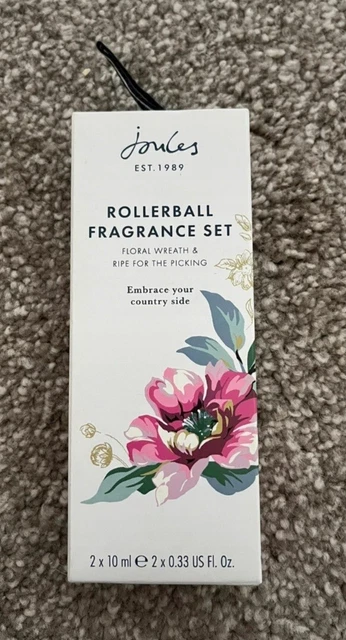 Joules
EST. 1989
ROLLERBALL
FRAGRANCE SET
FLORAL WREATH &
RIPE FOR THE PICKING
Embrace your
country side
2 x 10 ml ℮ 2 x 0.33 US Fl. Oz.